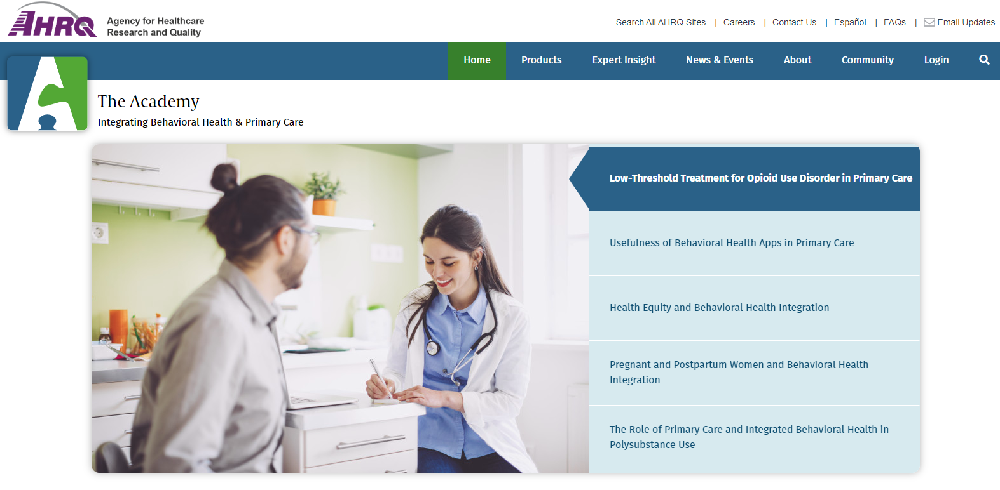 AHRQ
Agency for Healthcare
Research and Quality
Search All AHRQ Sites | Careers | Contact Us | Español | FAQs | Email Updates
Home Products Expert Insight News & Events About Community Login
The Academy
Integrating Behavioral Health & Primary Care
Low-Threshold Treatment for Opioid Use Disorder in Primary Care
Usefulness of Behavioral Health Apps in Primary Care
Health Equity and Behavioral Health Integration
Pregnant and Postpartum Women and Behavioral Health
Integration
The Role of Primary Care and Integrated Behavioral Health in
Polysubstance Use